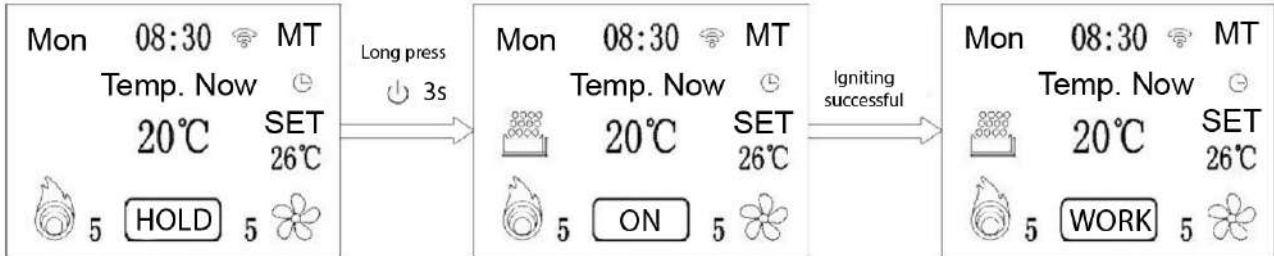 Mon 08:30 MT
Temp. Now
20℃ SET
26℃
5 HOLD 5
Long press
3s
Mon 08:30 MT
Temp. Now
20℃ SET
26℃
5 ON 5
Igniting
successful
Mon 08:30 MT
Temp. Now
20℃ SET
26℃
5 WORK 5